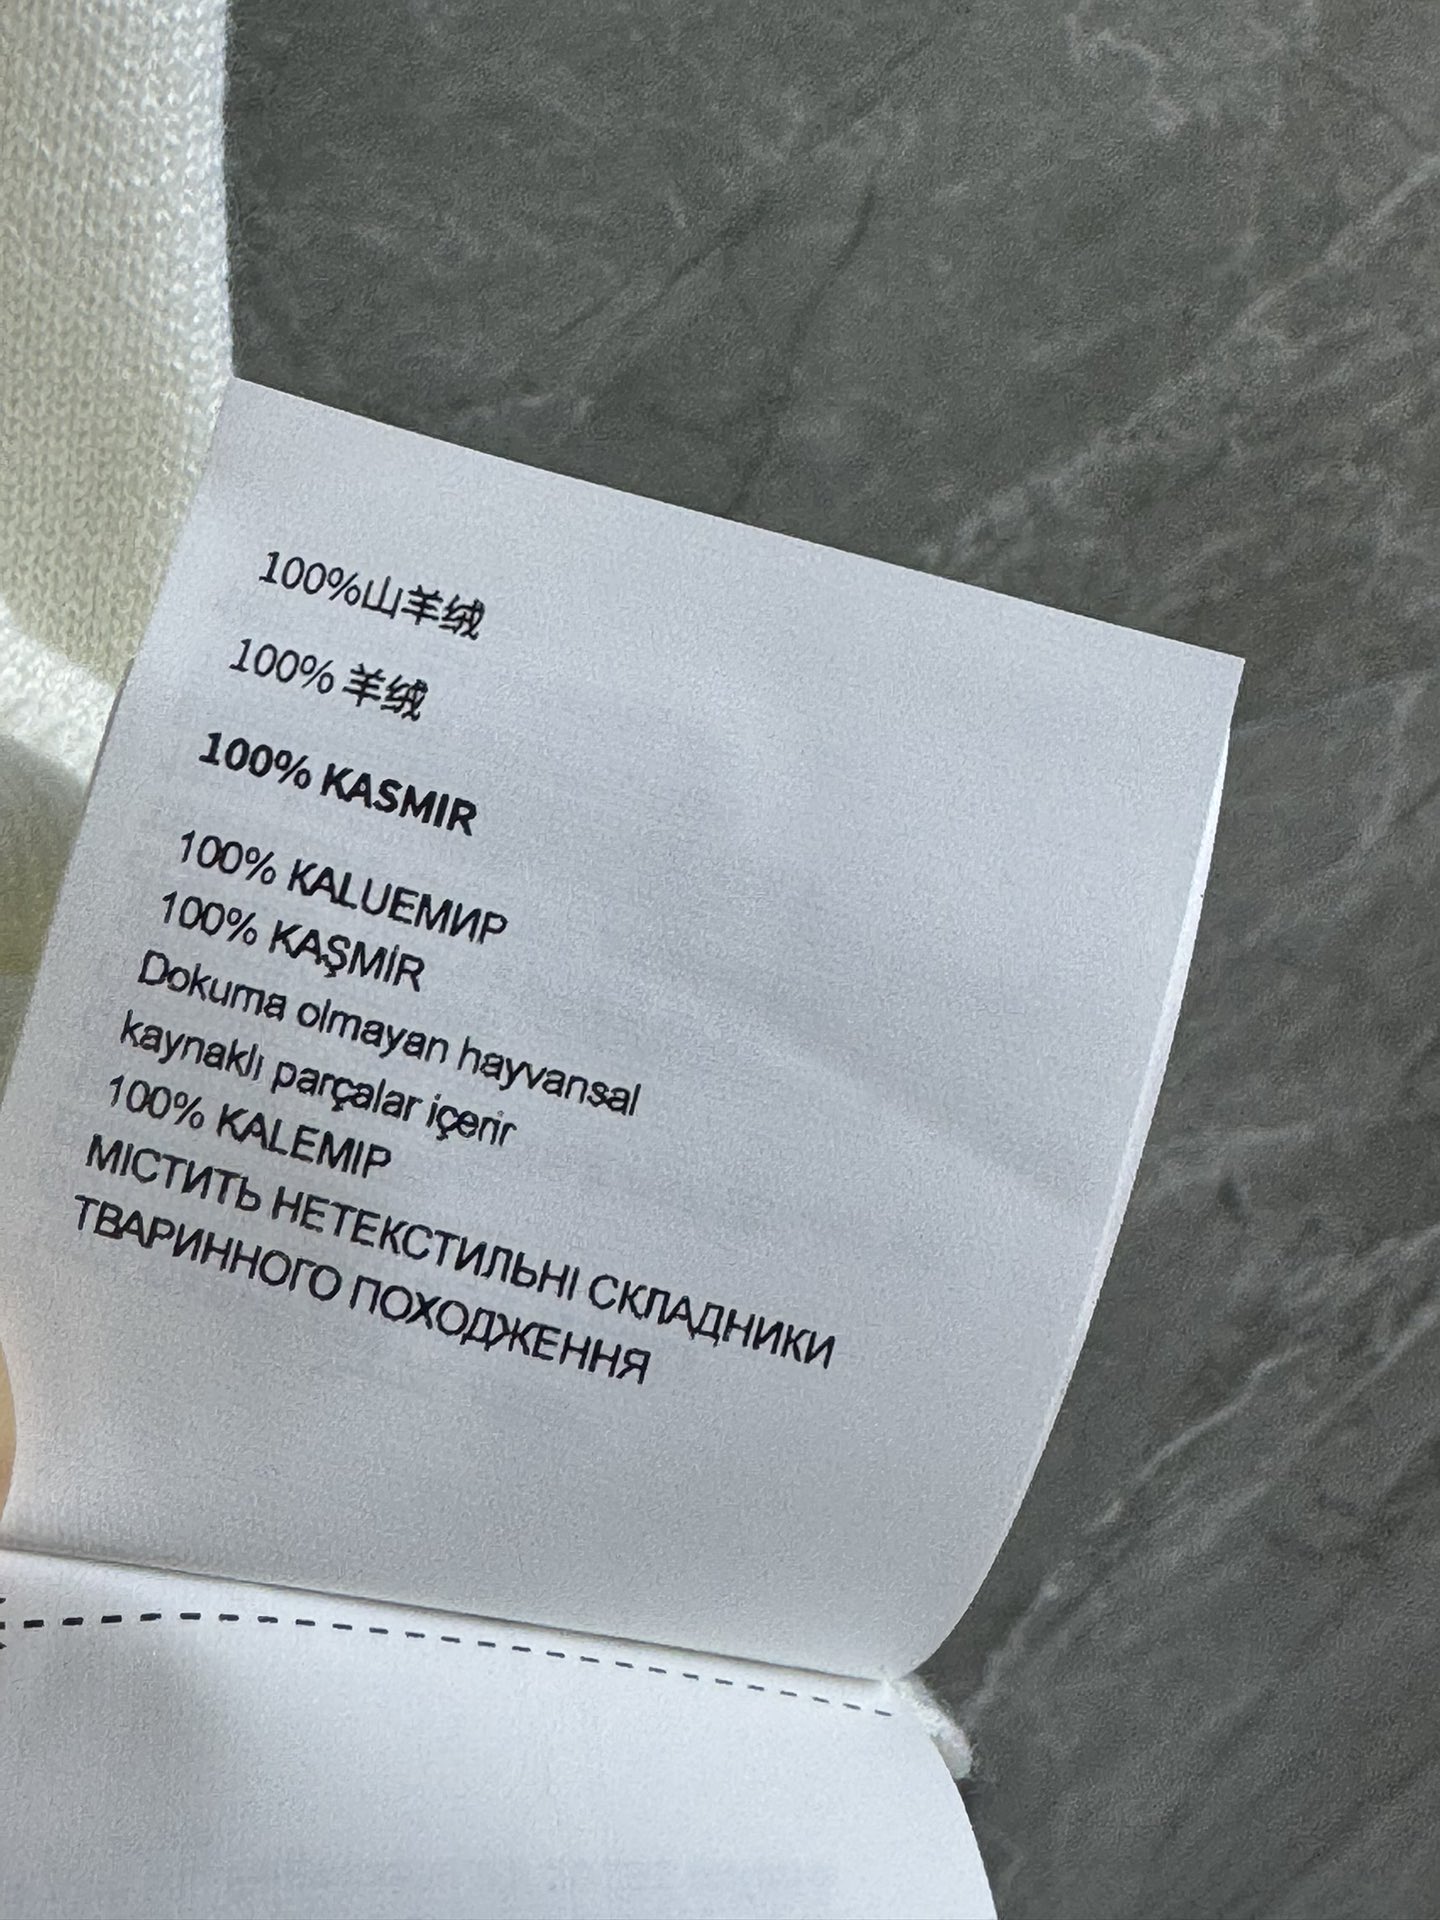 100%山羊绒
100% 羊绒
100% KASMIR
100% KALUEMИP
100% KAŞMİR
Dokuma olmayan hayvansal
kaynaklı parçalar içerir
100% KALEMIP
МІСТИТЬ НЕТЕКСТИЛЬНІ СКЛАДНИКИ
ТВАРИННОГО ПОХОДЖЕННЯ